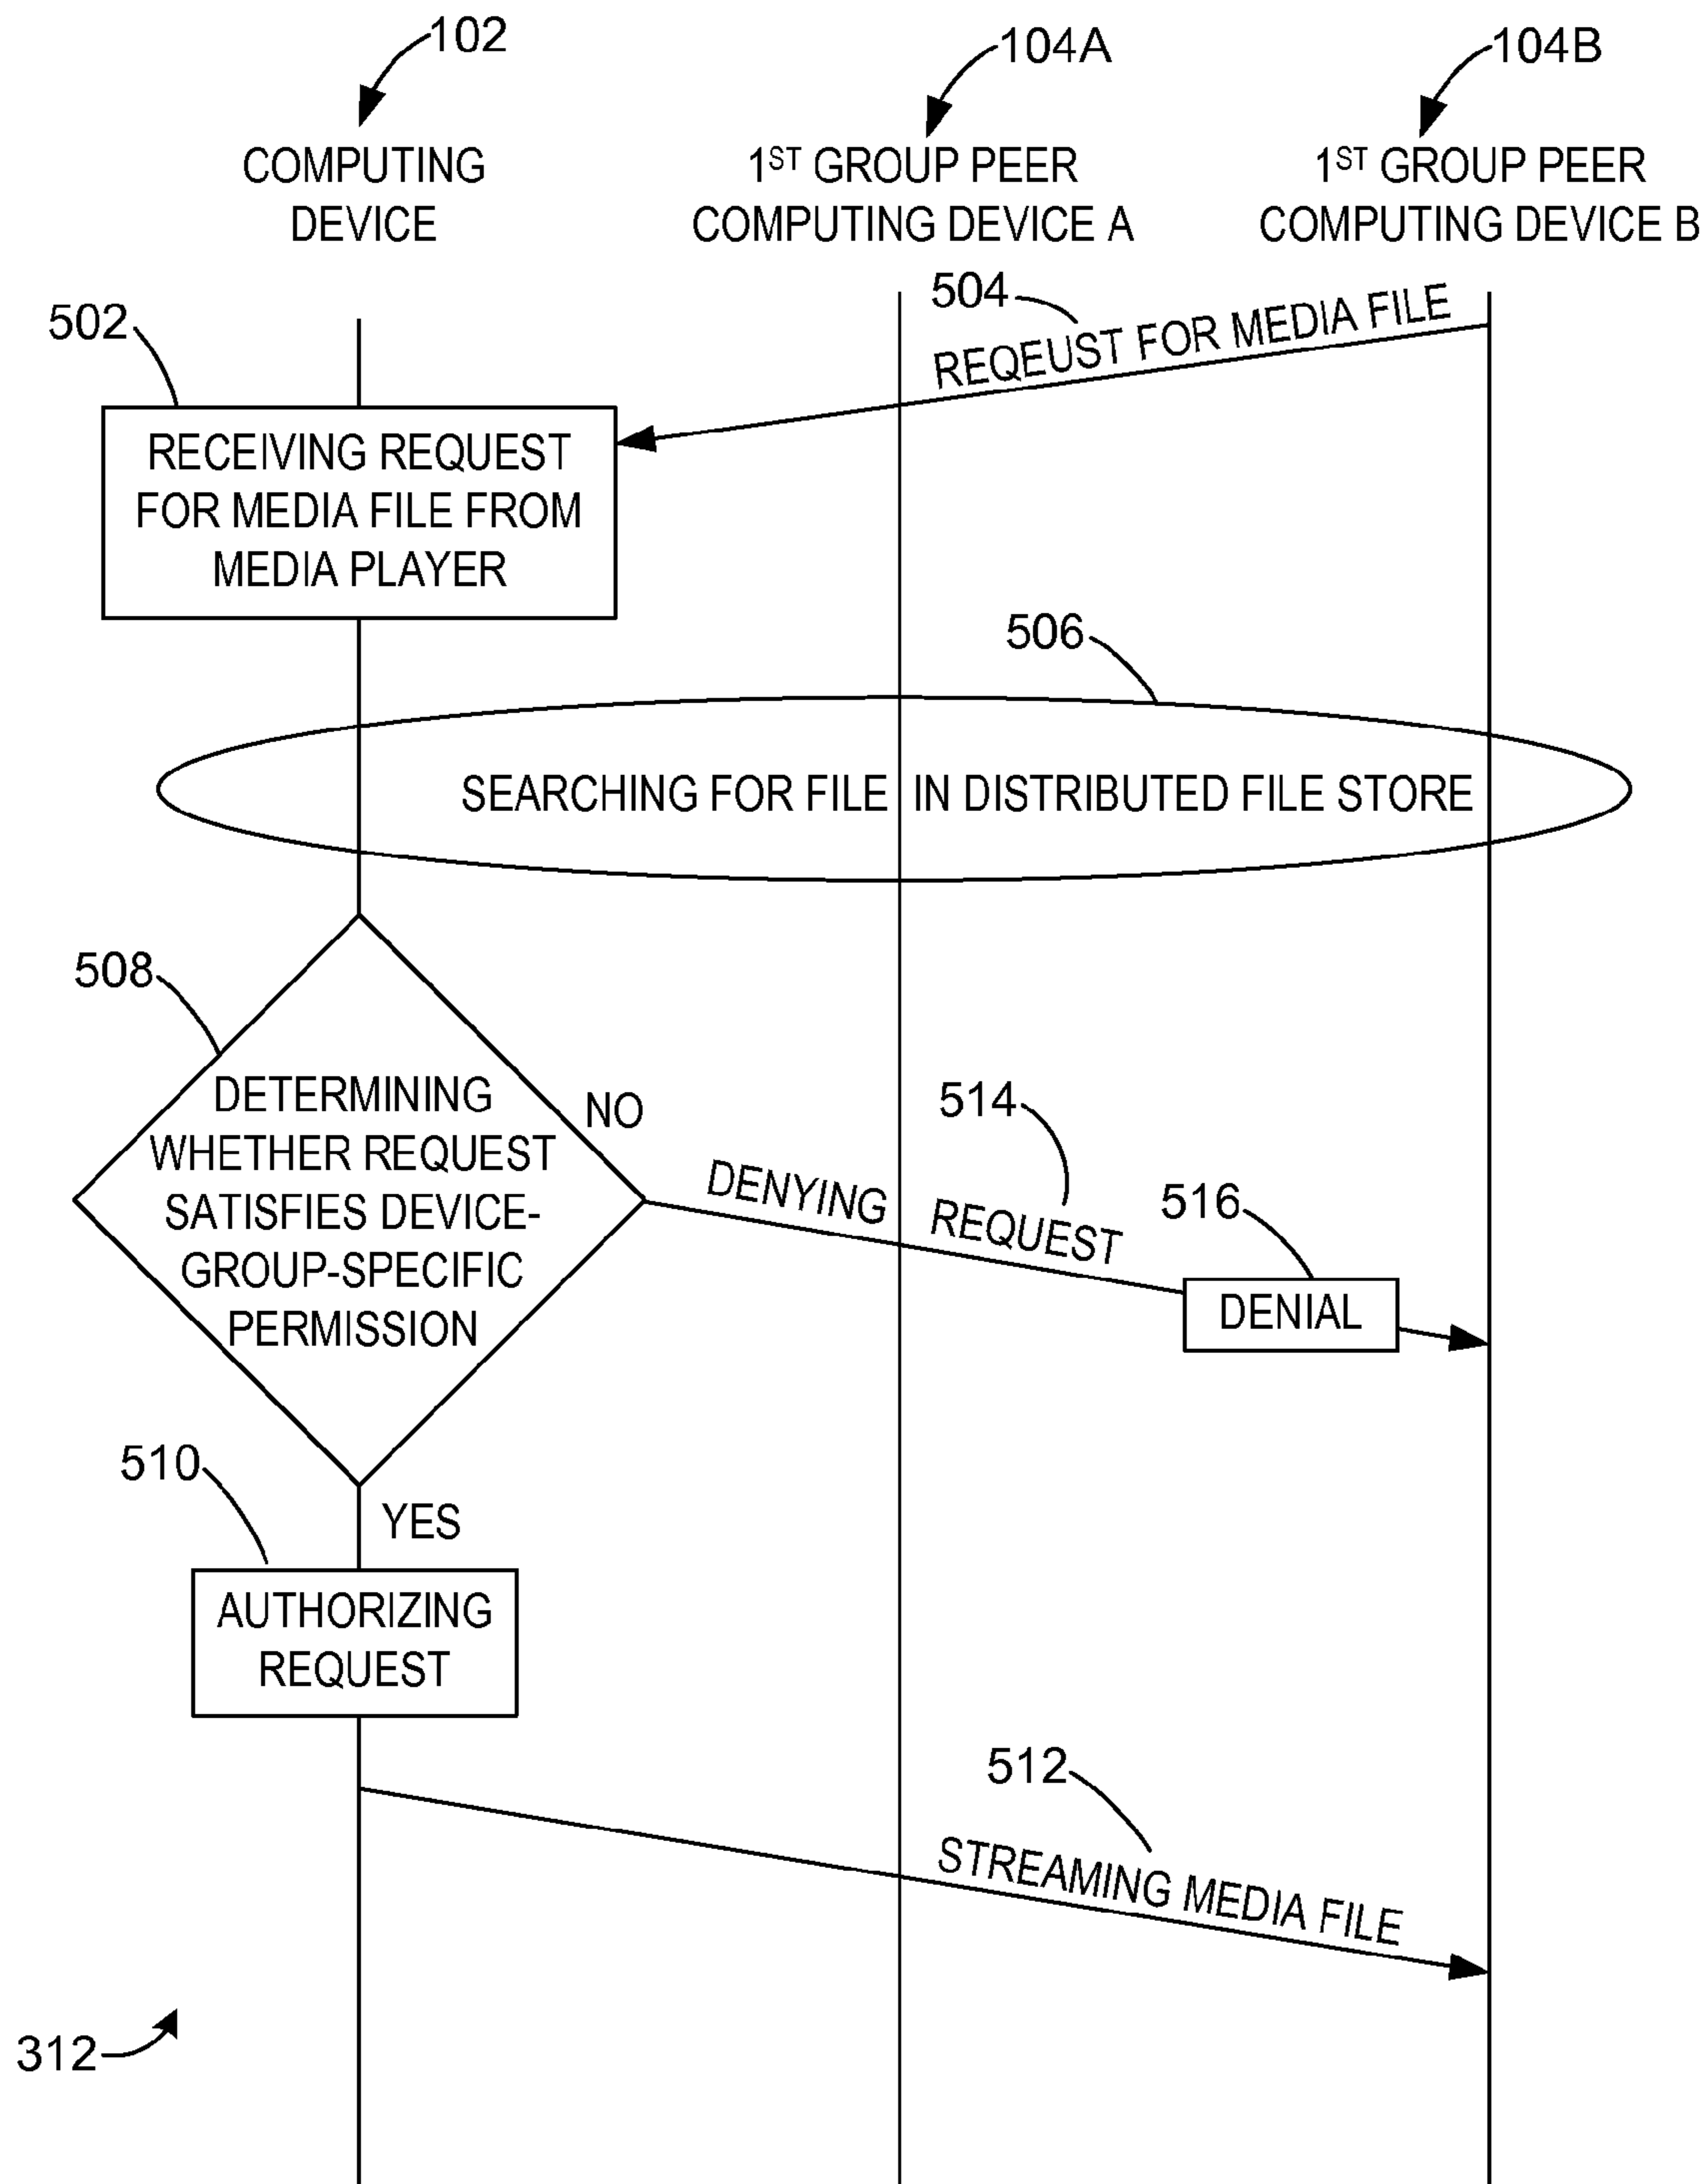 102
104A
104B
COMPUTING
DEVICE
1ST GROUP PEER
COMPUTING DEVICE A
1ST GROUP PEER
COMPUTING DEVICE B
504
REQEUST FOR MEDIA FILE
502
RECEIVING REQUEST
FOR MEDIA FILE FROM
MEDIA PLAYER
506
SEARCHING FOR FILE IN DISTRIBUTED FILE STORE
508
DETERMINING
WHETHER REQUEST
SATISFIES DEVICE-
GROUP-SPECIFIC
PERMISSION
NO
514
DENYING REQUEST
516
DENIAL
510
YES
AUTHORIZING
REQUEST
512
STREAMING MEDIA FILE
312